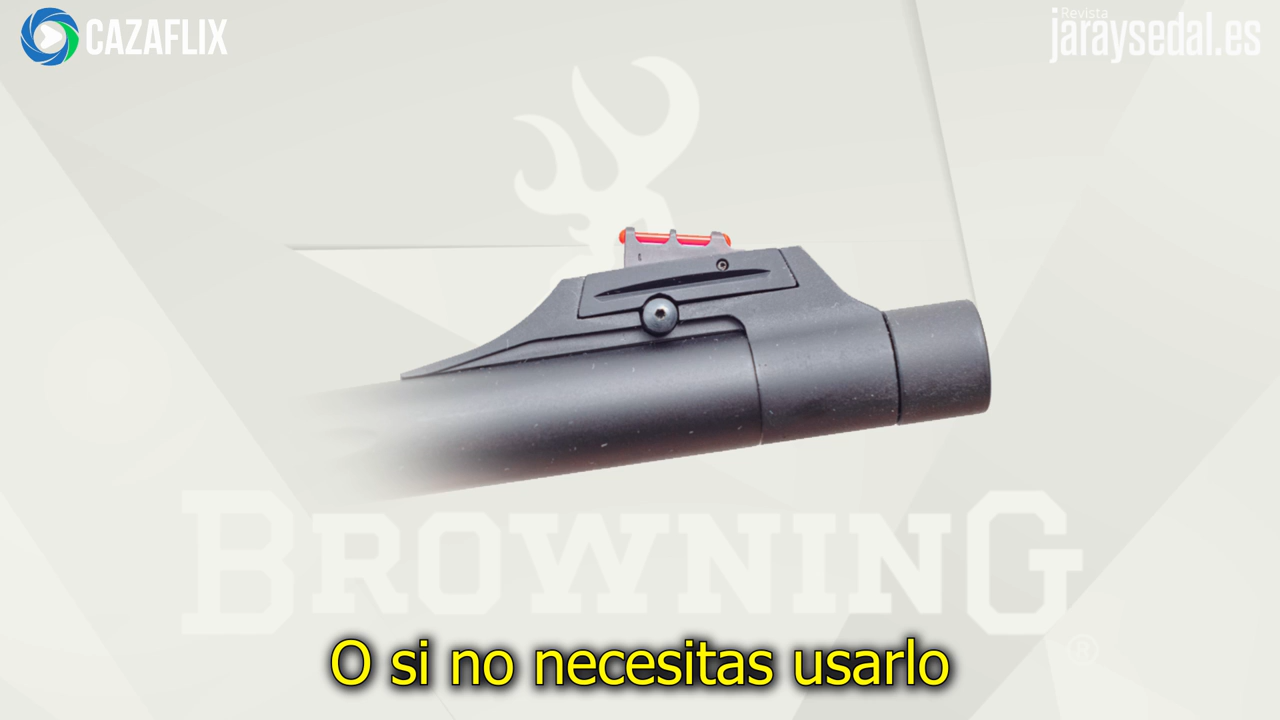 CAZAFLIX
Revista
jaraysedal.es
BROWNING
®
O si no necesitas usarlo